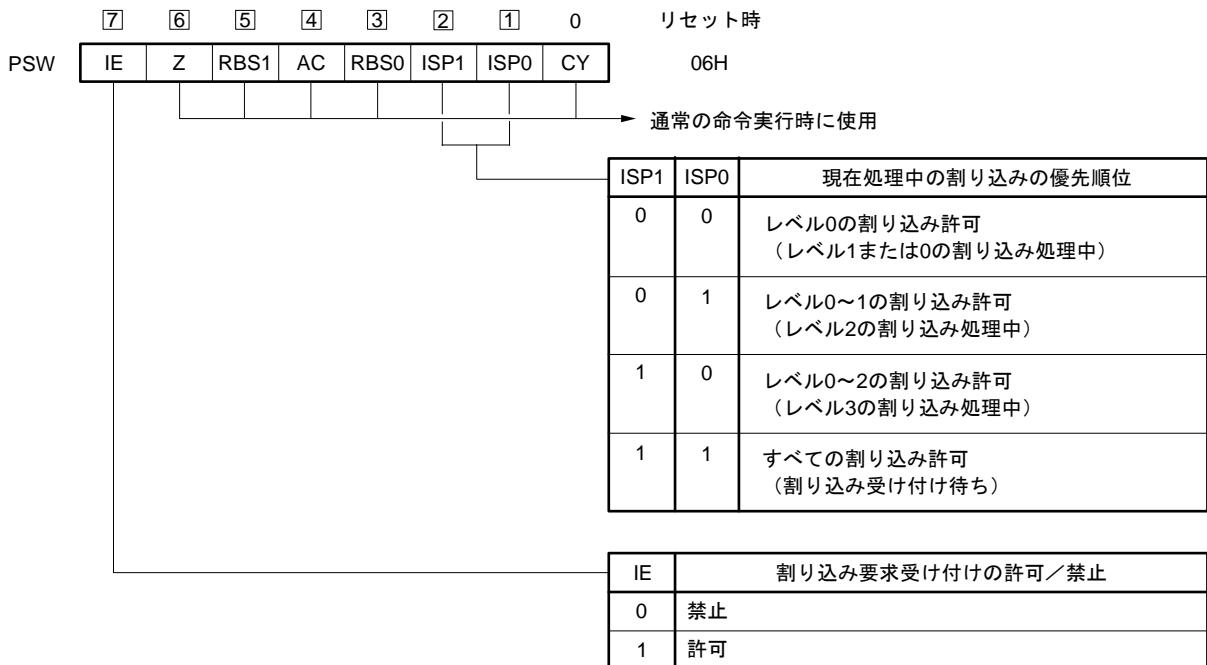 7 6 5 4 3 2 1 0 リセット時
PSW IE Z RBS1 AC RBS0 ISP1 ISP0 CY 06H
通常の命令実行時に使用
ISP1 ISP0 現在処理中の割り込みの優先順位
0 0 レベル0の割り込み許可
（レベル1または0の割り込み処理中）
0 1 レベル0～1の割り込み許可
（レベル2の割り込み処理中）
1 0 レベル0～2の割り込み許可
（レベル3の割り込み処理中）
1 1 すべての割り込み許可
（割り込み受け付け待ち）
IE 割り込み要求受け付けの許可／禁止
0 禁止
1 許可